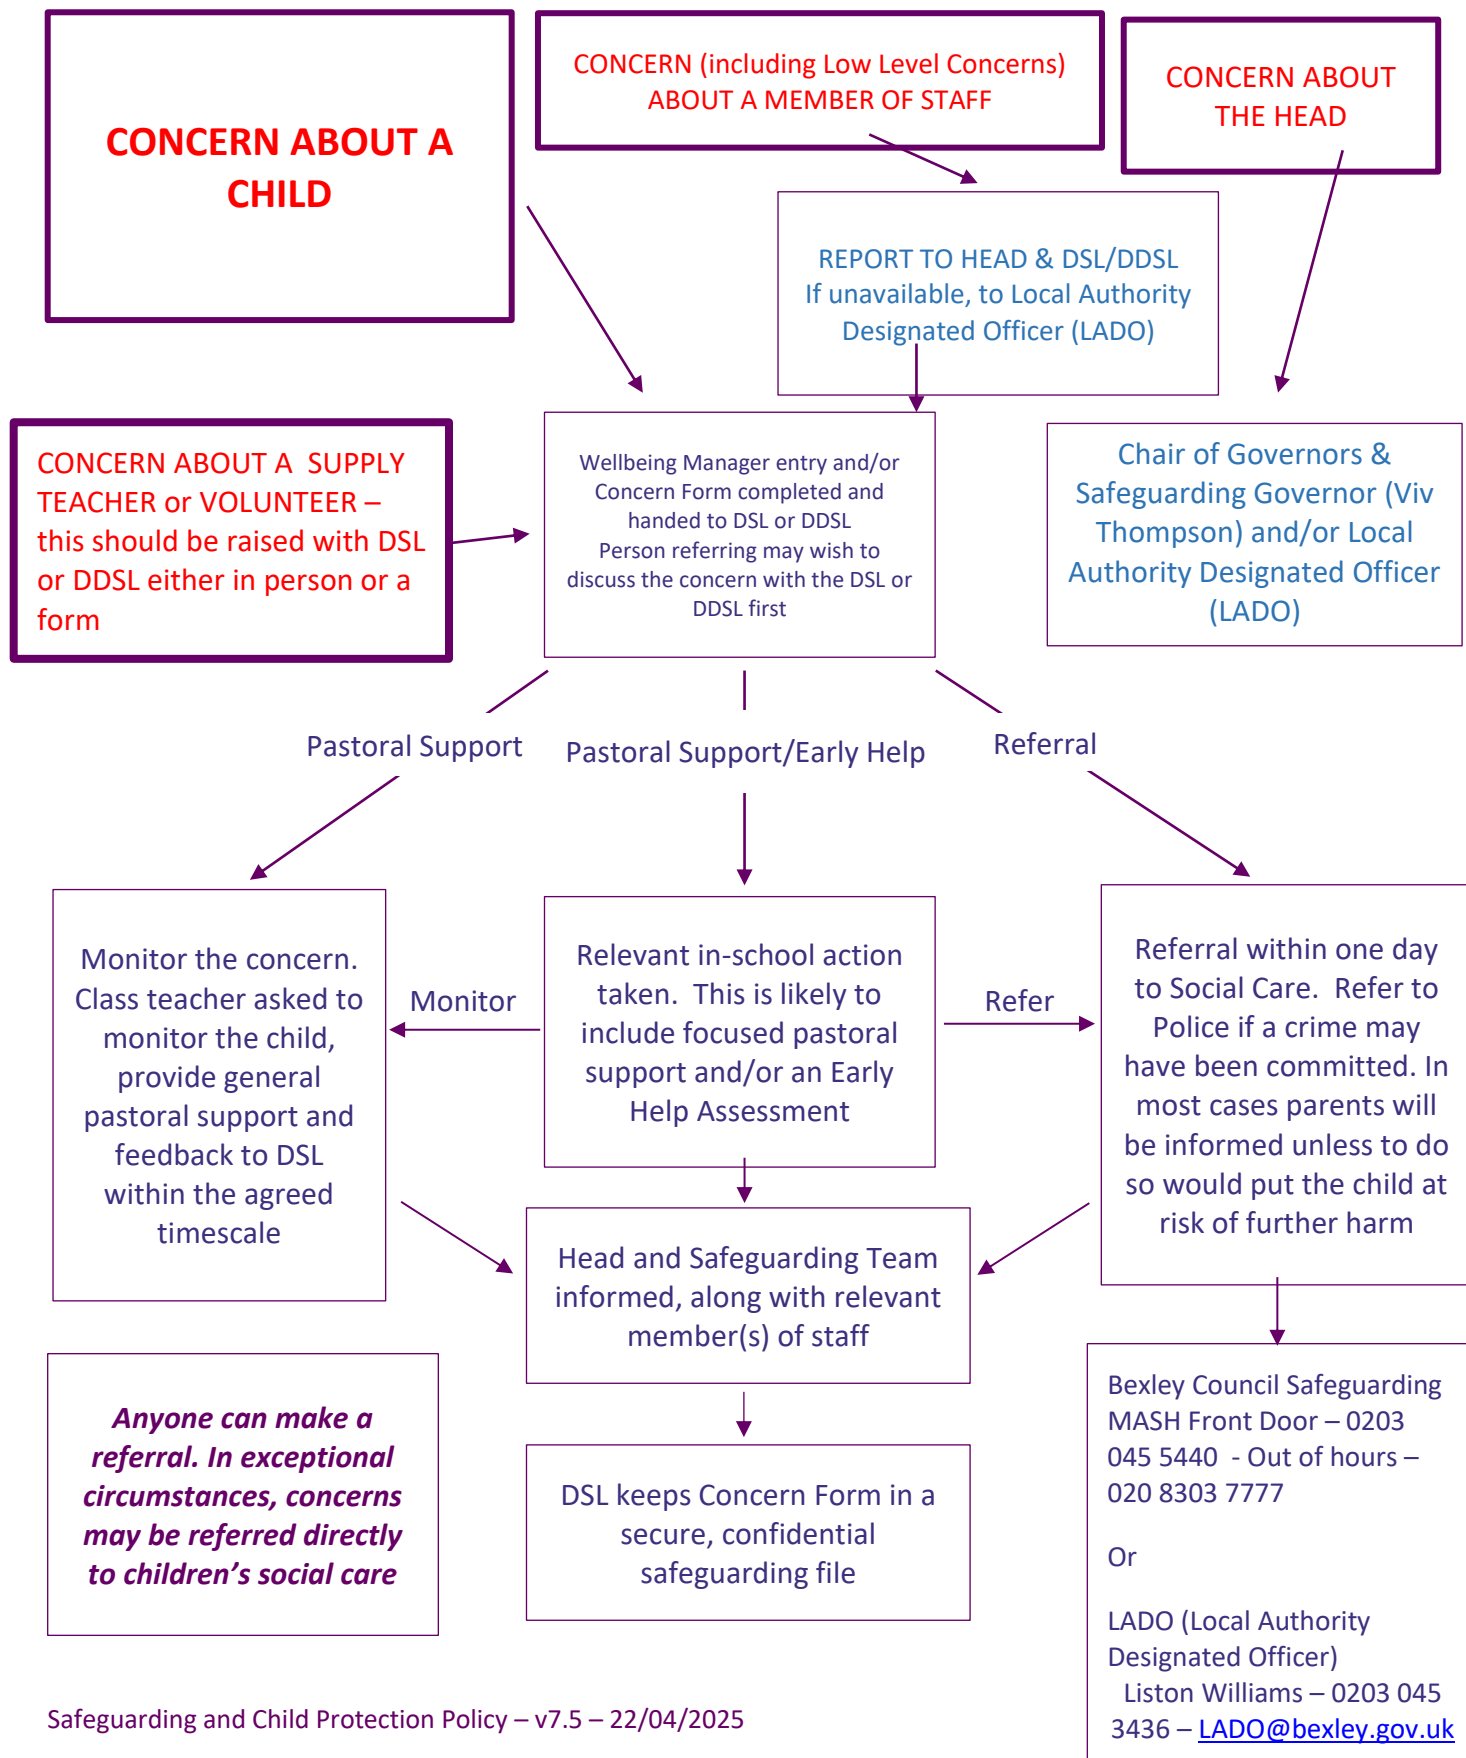 CONCERN ABOUT A
CHILD
CONCERN (including Low Level Concerns)
ABOUT A MEMBER OF STAFF
CONCERN ABOUT
THE HEAD
REPORT TO HEAD & DSL/DDSL
If unavailable, to Local Authority
Designated Officer (LADO)
CONCERN ABOUT A  SUPPLY
TEACHER or VOLUNTEER –
this should be raised with DSL
or DDSL either in person or a
form
Wellbeing Manager entry and/or
Concern Form completed and
handed to DSL or DDSL
Person referring may wish to
discuss the concern with the DSL or
DDSL first
Chair of Governors &
Safeguarding Governor (Viv
Thompson) and/or Local
Authority Designated Officer
(LADO)
Pastoral Support
Pastoral Support/Early Help
Referral
Monitor the concern.
Class teacher asked to
monitor the child,
provide general
pastoral support and
feedback to DSL
within the agreed
timescale
Monitor
Relevant in-school action
taken.  This is likely to
include focused pastoral
support and/or an Early
Help Assessment
Refer
Referral within one day
to Social Care.  Refer to
Police if a crime may
have been committed. In
most cases parents will
be informed unless to do
so would put the child at
risk of further harm
Head and Safeguarding Team
informed, along with relevant
member(s) of staff
Anyone can make a
referral. In exceptional
circumstances, concerns
may be referred directly
to children’s social care
DSL keeps Concern Form in a
secure, confidential
safeguarding file
Bexley Council Safeguarding
MASH Front Door – 0203
045 5440  - Out of hours –
020 8303 7777
Or
LADO (Local Authority
Designated Officer)
Liston Williams – 0203 045
3436 – LADO@bexley.gov.uk
Safeguarding and Child Protection Policy – v7.5 – 22/04/2025